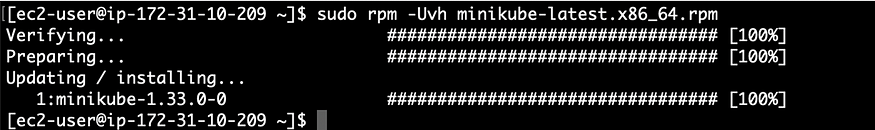 [ec2-user@ip-172-31-10-209 ~]$ sudo rpm -Uvh minikube-latest.x86_64.rpm
Verifying...                          ################################# [100%]
Preparing...                          ################################# [100%]
Updating / installing...
   1:minikube-1.33.0-0                ################################# [100%]
[ec2-user@ip-172-31-10-209 ~]$